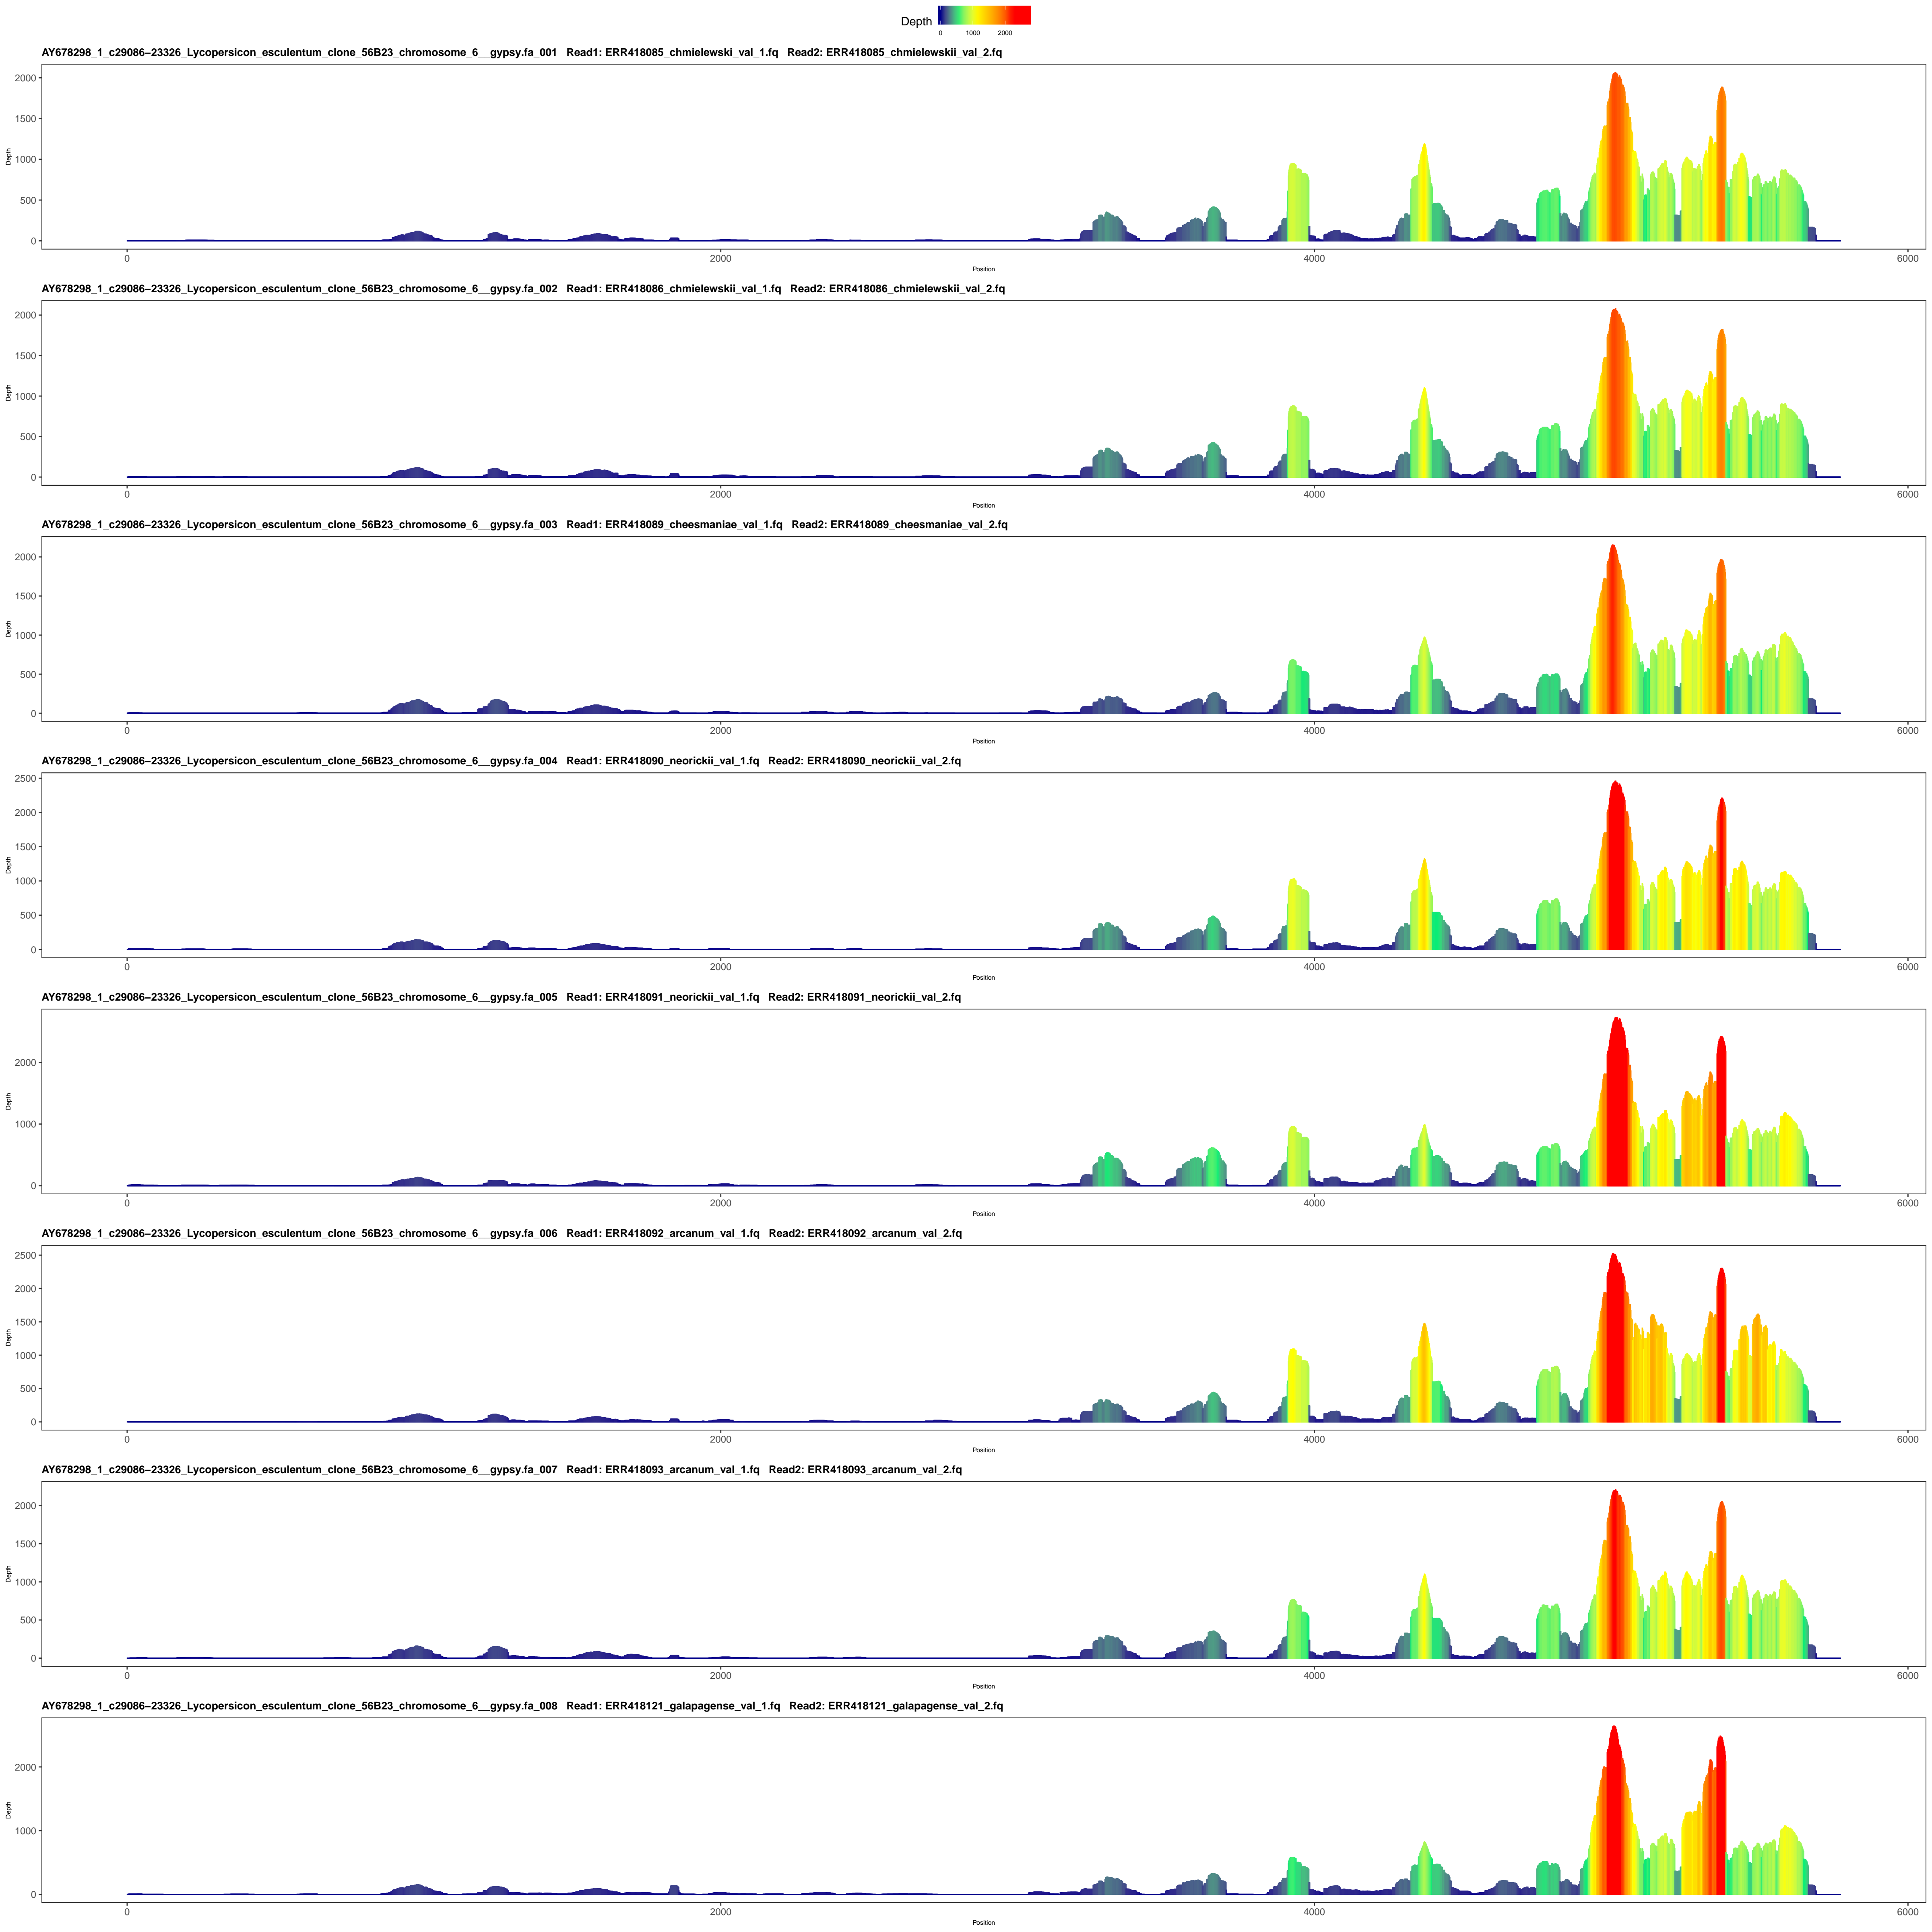 Depth
0 1000 2000
AY678298_1_c29086−23326_Lycopersicon_esculentum_clone_56B23_chromosome_6__gypsy.fa_001 Read1: ERR418085_chmielewski_val_1.fq Read2: ERR418085_chmielewskii_val_2.fq
2000
1500
1000
500
0
Depth
0 2000 4000 6000
Position
AY678298_1_c29086−23326_Lycopersicon_esculentum_clone_56B23_chromosome_6__gypsy.fa_002 Read1: ERR418086_chmielewskii_val_1.fq Read2: ERR418086_chmielewskii_val_2.fq
2000
1500
1000
500
0
Depth
0 2000 4000 6000
Position
AY678298_1_c29086−23326_Lycopersicon_esculentum_clone_56B23_chromosome_6__gypsy.fa_003 Read1: ERR418089_cheesmaniae_val_1.fq Read2: ERR418089_cheesmaniae_val_2.fq
2000
1500
1000
500
0
Depth
0 2000 4000 6000
Position
AY678298_1_c29086−23326_Lycopersicon_esculentum_clone_56B23_chromosome_6__gypsy.fa_004 Read1: ERR418090_neorickii_val_1.fq Read2: ERR418090_neorickii_val_2.fq
2500
2000
1500
1000
500
0
Depth
0 2000 4000 6000
Position
AY678298_1_c29086−23326_Lycopersicon_esculentum_clone_56B23_chromosome_6__gypsy.fa_005 Read1: ERR418091_neorickii_val_1.fq Read2: ERR418091_neorickii_val_2.fq
2000
1000
0
Depth
0 2000 4000 6000
Position
AY678298_1_c29086−23326_Lycopersicon_esculentum_clone_56B23_chromosome_6__gypsy.fa_006 Read1: ERR418092_arcanum_val_1.fq Read2: ERR418092_arcanum_val_2.fq
2500
2000
1500
1000
500
0
Depth
0 2000 4000 6000
Position
AY678298_1_c29086−23326_Lycopersicon_esculentum_clone_56B23_chromosome_6__gypsy.fa_007 Read1: ERR418093_arcanum_val_1.fq Read2: ERR418093_arcanum_val_2.fq
2000
1500
1000
500
0
Depth
0 2000 4000 6000
Position
AY678298_1_c29086−23326_Lycopersicon_esculentum_clone_56B23_chromosome_6__gypsy.fa_008 Read1: ERR418121_galapagense_val_1.fq Read2: ERR418121_galapagense_val_2.fq
2000
1000
0
Depth
0 2000 4000 6000
Position